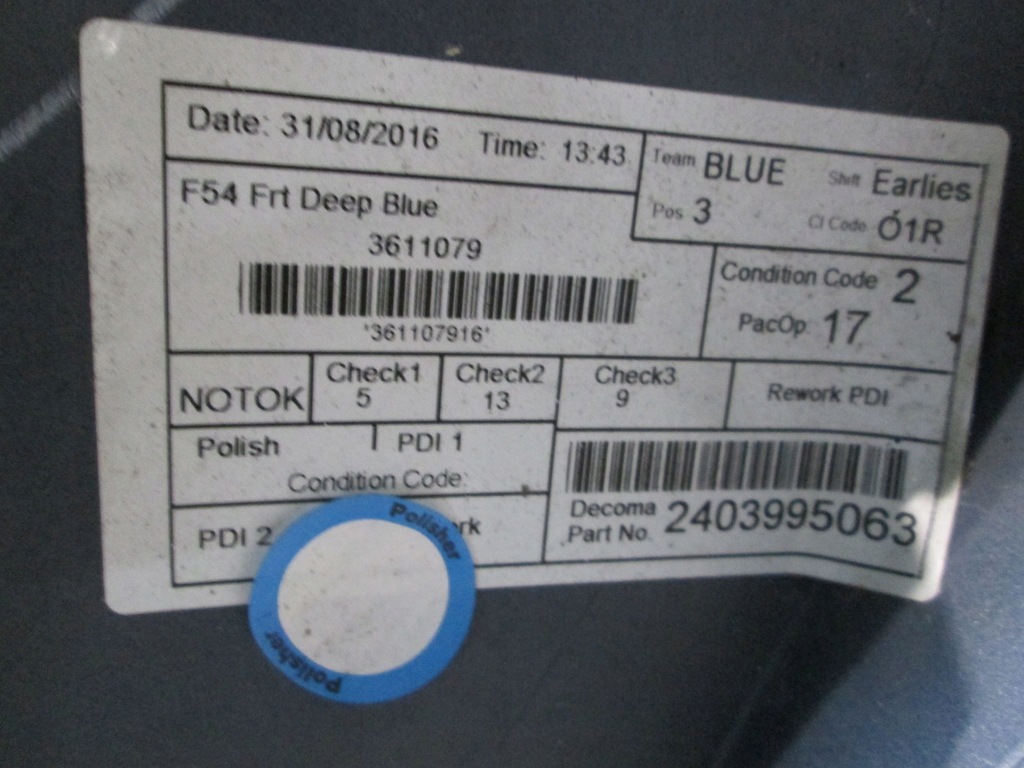 Date: 31/08/2016 Time: 13:43
Team BLUE Shift Earlies
Pos 3 Cl Code O1R
F54 Frt Deep Blue
3611079
*361107916*
Condition Code 2
PacOp: 17
NOTOK
Check1
5
Check2
13
Check3
9
Rework PDI
Polish PDI 1
Condition Code:
PDI 2
Decoma
Part No. 2403995063
Polisher
Polisher